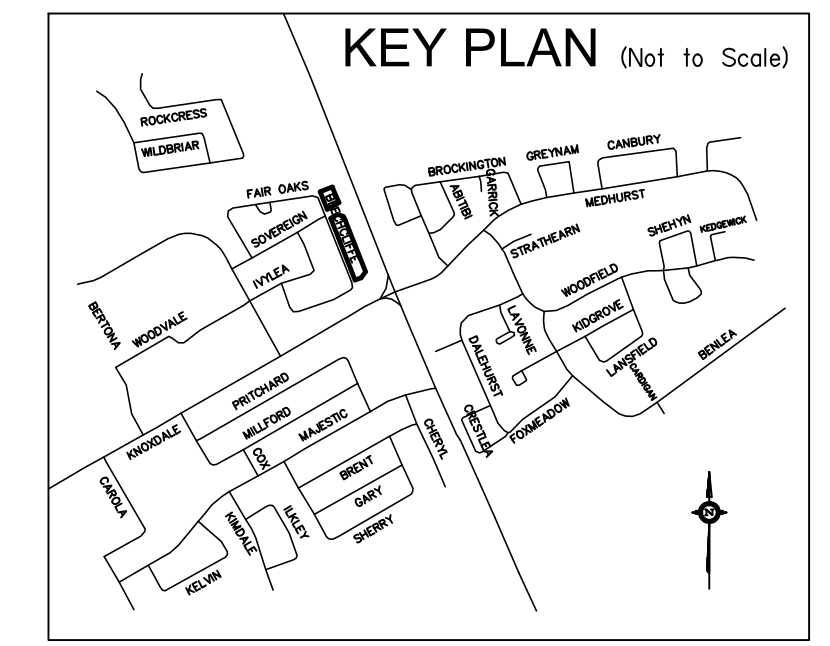 KEY PLAN (Not to Scale)
ROCKCRESS
WILDBRIAR
CANBURY
GREYNAM
BROCKINGTON
GARRICK
ABITIBI
MEDHURST
FAIR OAKS
BEECHCLIFFE
SOVEREIGN
IVYLEA
STRATHEARN
SHEHYN
KEDGEWICK
WOODFIELD
BERTONA
WOODVALE
LAVONNE
KIDGROVE
LANSFIELD
BENLEA
CARDIGAN
DALEHURST
PRITCHARD
MILLFORD
MAJESTIC
CRESTLEA
FOXMEADOW
CHERYL
KNOXDALE
COX
BRENT
CAROLA
GARY
ILKLEY
KIMDALE
SHERRY
KELVIN
N